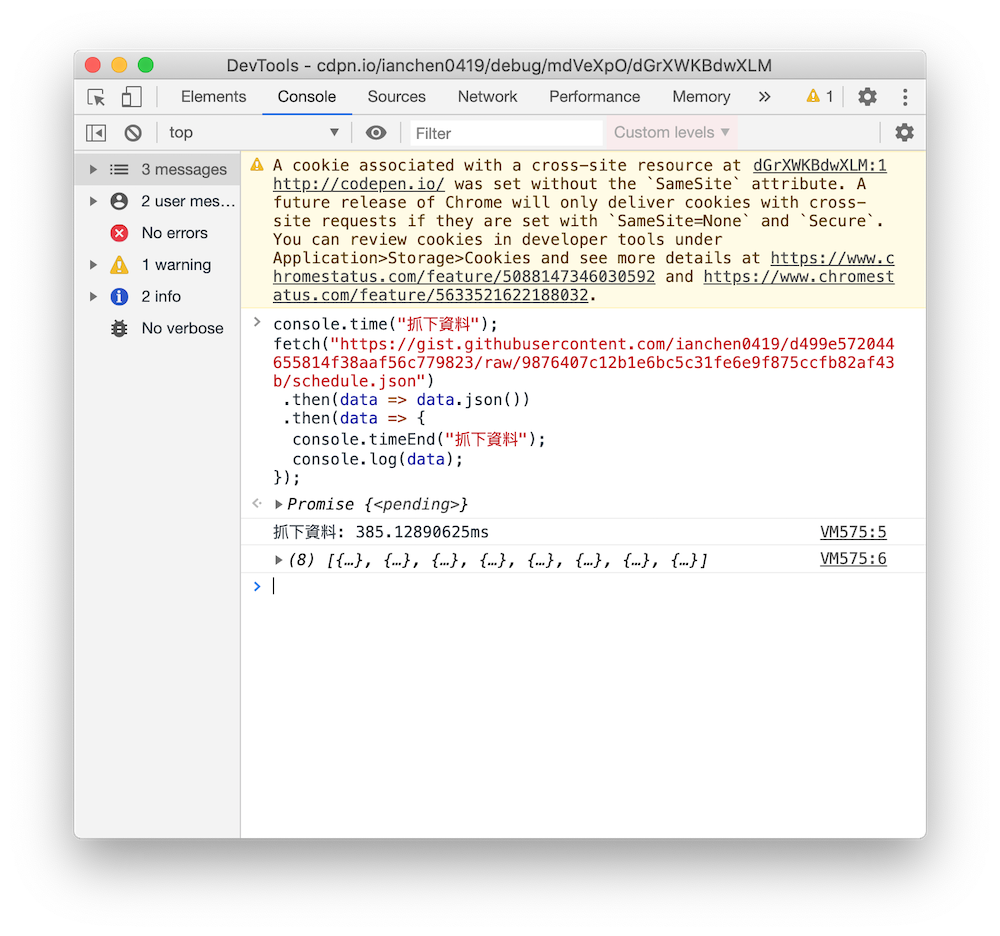 DevTools - cdpn.io/ianchen0419/debug/mdVeXpO/dGrXWKBdwXLM
Elements Console Sources Network Performance Memory » 1
top ▼ Filter Custom levels ▼
3 messages
2 user mes…
No errors
1 warning
2 info
No verbose
A cookie associated with a cross-site resource at dGrXWKBdwXLM:1
http://codepen.io/ was set without the `SameSite` attribute. A
future release of Chrome will only deliver cookies with cross-
site requests if they are set with `SameSite=None` and `Secure`.
You can review cookies in developer tools under
Application>Storage>Cookies and see more details at https://www.c
hromestatus.com/feature/5088147346030592 and https://www.chromest
atus.com/feature/5633521622188032.
> console.time("抓下資料");
fetch("https://gist.githubusercontent.com/ianchen0419/d499e572044
655814f38aaf56c779823/raw/9876407c12b1e6bc5c31fe6e9f875ccfb82af43
b/schedule.json")
.then(data => data.json())
.then(data => {
console.timeEnd("抓下資料");
console.log(data);
});
Promise {<pending>}
抓下資料: 385.12890625ms VM575:5
(8) [{…}, {…}, {…}, {…}, {…}, {…}, {…}, {…}] VM575:6
>